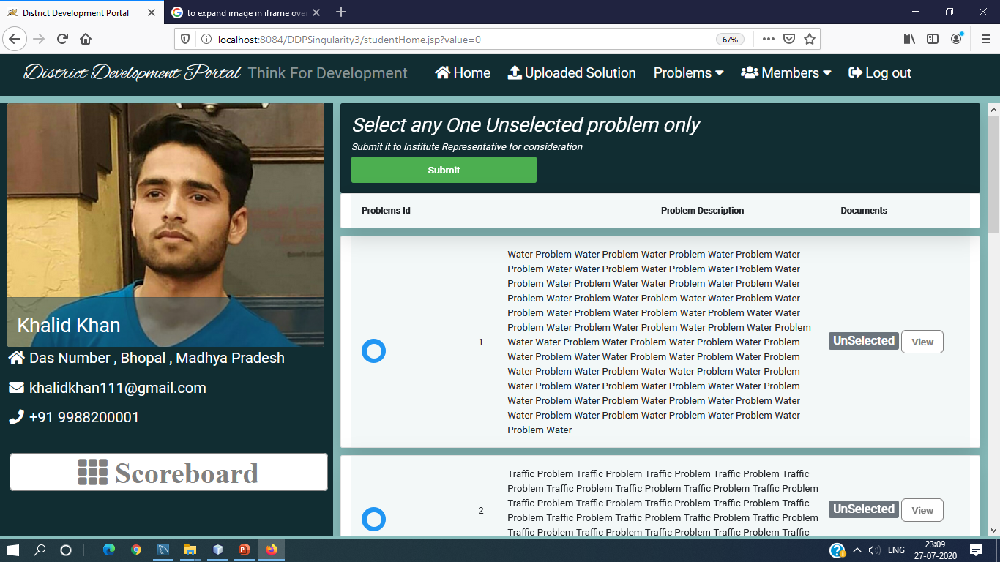 District Development Portal
to expand image in iframe ove
localhost:8084/DDPSingularity3/studentHome.jsp?value=0
67%
District Development Portal Think For Development
Home
Uploaded Solution
Problems
Members
Log out
Khalid Khan
Das Number , Bhopal , Madhya Pradesh
khalidkhan111@gmail.com
+91 9988200001
Scoreboard
Select any One Unselected problem only
Submit it to Institute Representative for consideration
Submit
Problems Id Problem Description Documents
Water Problem Water Problem Water Problem Water Problem Water
Problem Water Water Problem Water Problem Water Problem Water
Problem Water Problem Water Water Problem Water Problem Water
Problem Water Problem Water Problem Water Water Problem Water
Problem Water Problem Water Problem Water Problem Water Water
Problem Water Problem Water Problem Water Problem Water Problem
1
Water Water Problem Water Problem Water Problem Water Problem
UnSelected View
Water Problem Water Water Problem Water Problem Water Problem
Water Problem Water Problem Water Water Problem Water Problem
Water Problem Water Problem Water Problem Water Water Problem
Water Problem Water Problem Water Problem Water Problem Water
Water Problem Water Problem Water Problem Water Problem Water
Problem Water
Traffic Problem Traffic Problem Traffic Problem Traffic Problem Traffic
Problem Traffic Problem Traffic Problem Traffic Problem Traffic Problem
Traffic Problem Traffic Problem Traffic Problem Traffic Problem Traffic
2
UnSelected View
Problem Traffic Problem Traffic Problem Traffic Problem Traffic Problem
Traffic Problem Traffic Problem Traffic Problem Traffic Problem Traffic
ENG
23:09
27-07-2020